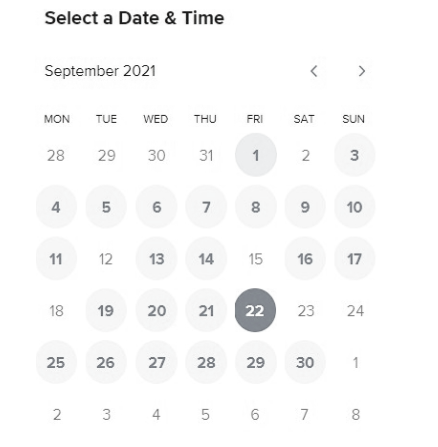 Select a Date & Time
September 2021
MON TUE WED THU FRI SAT SUN
28 29 30 31 1 2 3
4 5 6 7 8 9 10
11 12 13 14 15 16 17
18 19 20 21 22 23 24
25 26 27 28 29 30 1
2 3 4 5 6 7 8